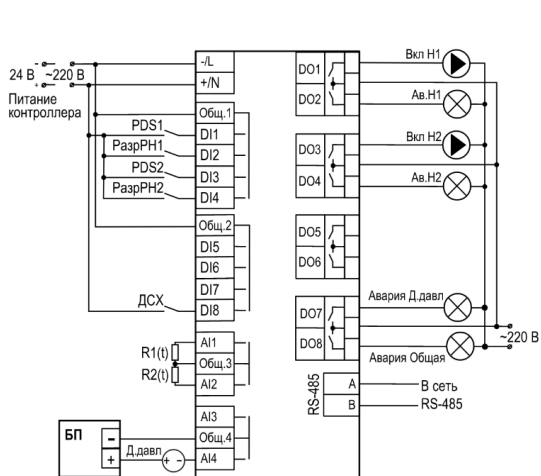 24 В ~220 В
Питание
контроллера
- + 
-/L
+/N
Общ.1
PDS1
DI1
РазрРН1
DI2
PDS2
DI3
РазрРН2
DI4
Общ.2
DI5
DI6
DI7
ДСХ
DI8
R1(t)
AI1
Общ.3
R2(t)
AI2
AI3
БП
-
+
Общ.4
Д.давл
+ -
AI4
DO1
Вкл Н1
DO2
Ав.Н1
DO3
Вкл Н2
DO4
Ав.Н2
DO5
DO6
DO7
Авария Д.давл
DO8
Авария Общая
~220 В
RS-485
A
В сеть
B
RS-485